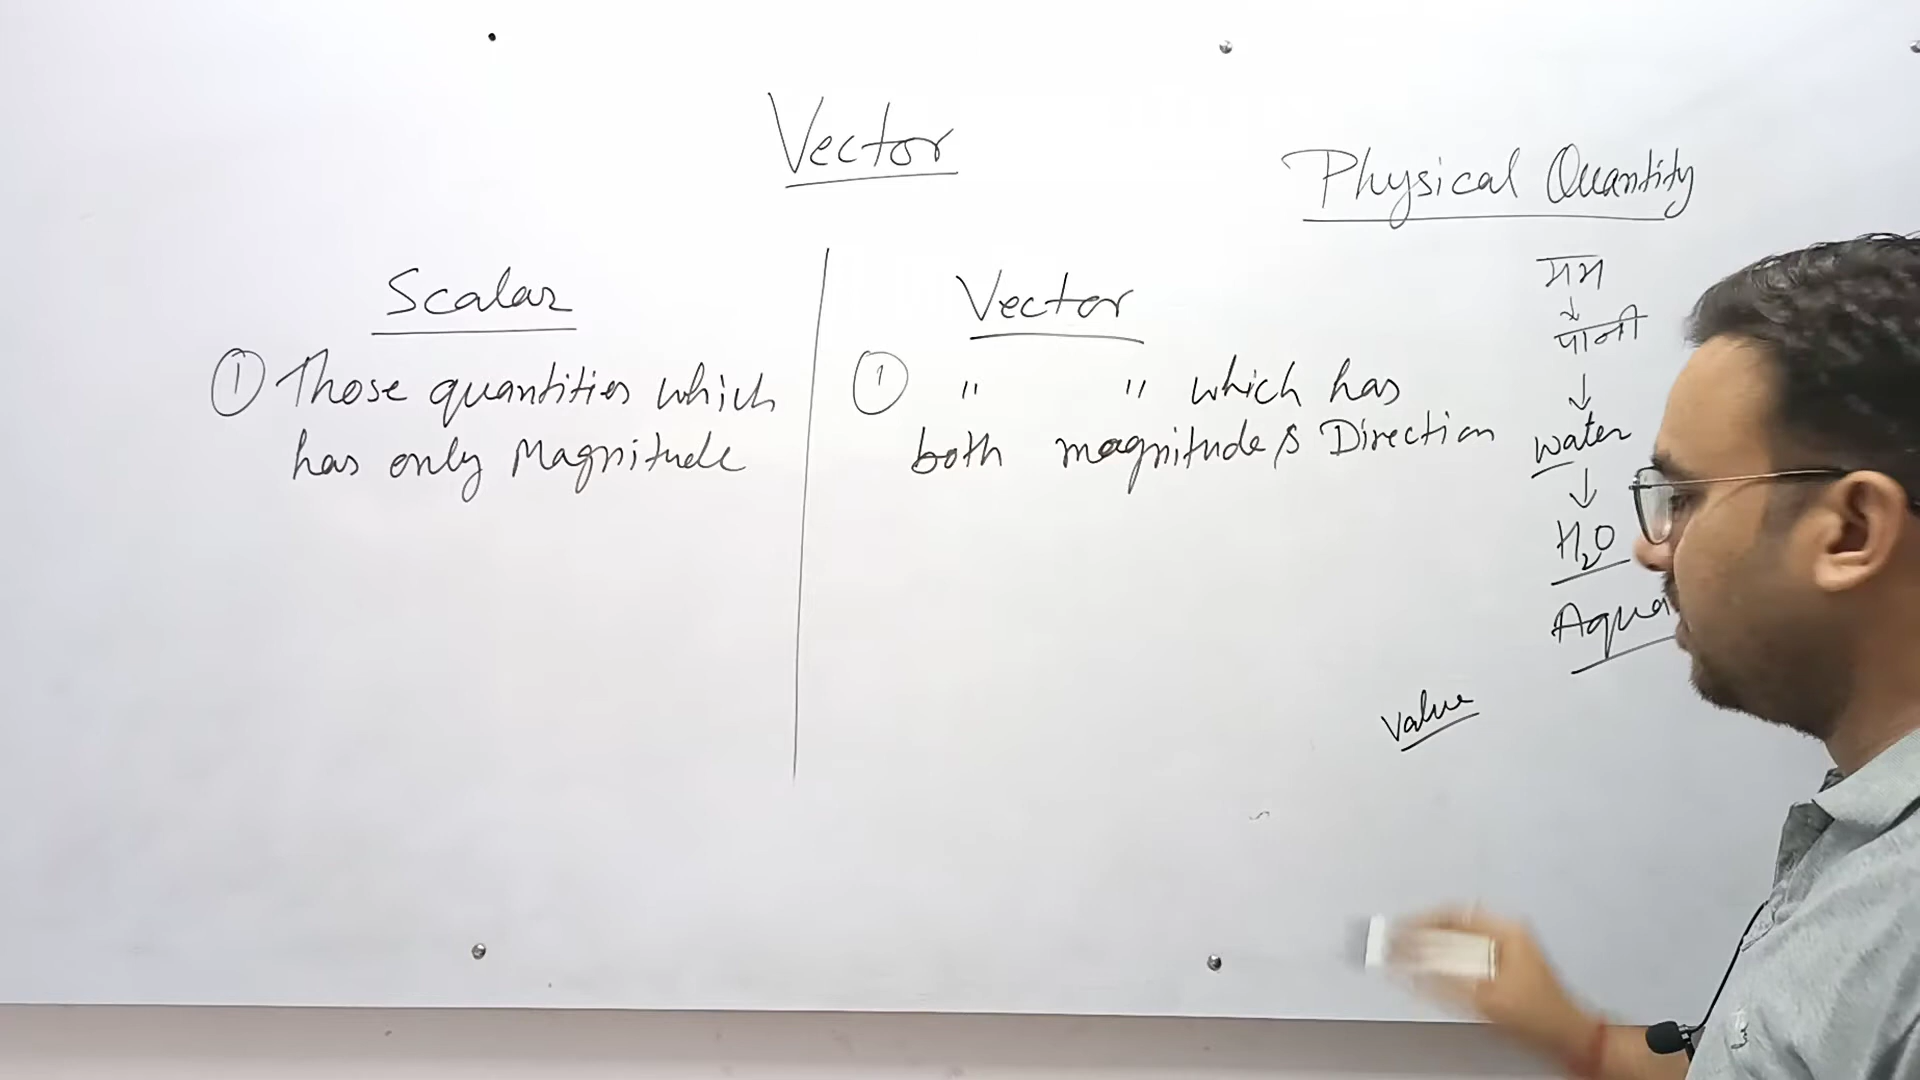 Vector
Physical Quantity
Scalar
① Those quantities which
has only Magnitude
Vector
① " " which has
both magnitude & Direction
मम
↓
पानी
↓
water
↓
H₂O
Aqua
Value